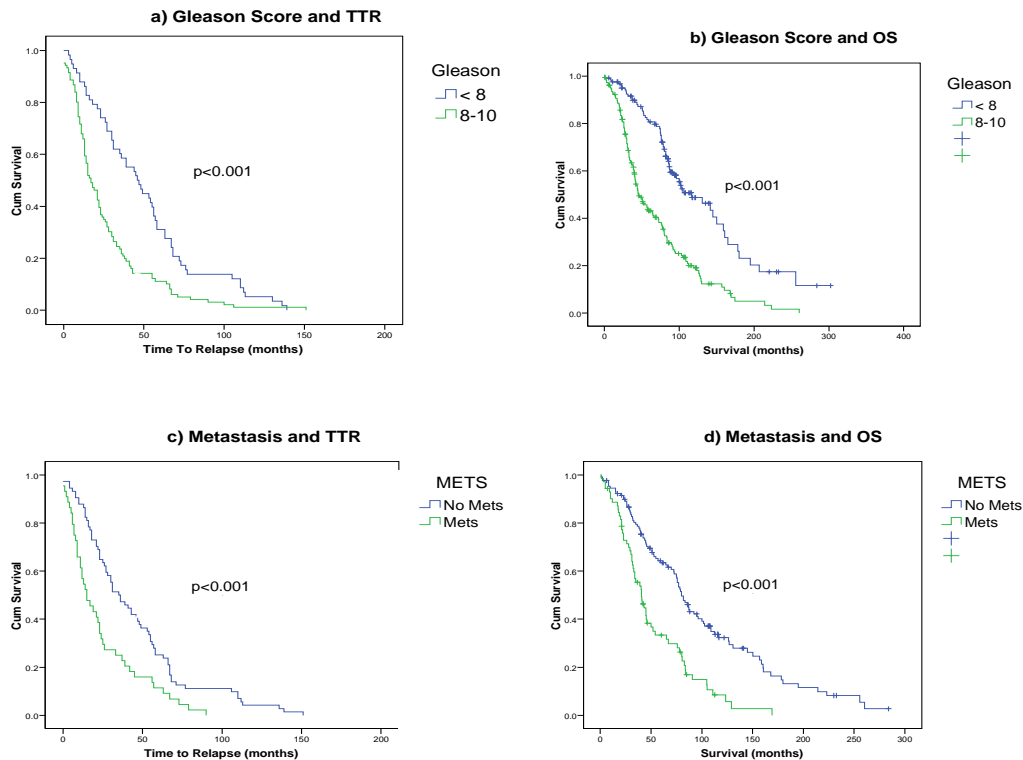 a) Gleason Score and TTR
1.0
0.8
0.6
0.4
0.2
0.0
Cum Survival
p<0.001
0 50 100 150 200
Time To Relapse (months)
Gleason
< 8
8-10
b) Gleason Score and OS
1.0
0.8
0.6
0.4
0.2
0.0
Cum Survival
p<0.001
0 100 200 300 400
Survival (months)
Gleason
< 8
8-10
c) Metastasis and TTR
1.0
0.8
0.6
0.4
0.2
0.0
Cum Survival
p<0.001
0 50 100 150 200
Time to Relapse (months)
METS
No Mets
Mets
d) Metastasis and OS
1.0
0.8
0.6
0.4
0.2
0.0
Cum Survival
p<0.001
0 50 100 150 200 250 300
Survival (months)
METS
No Mets
Mets